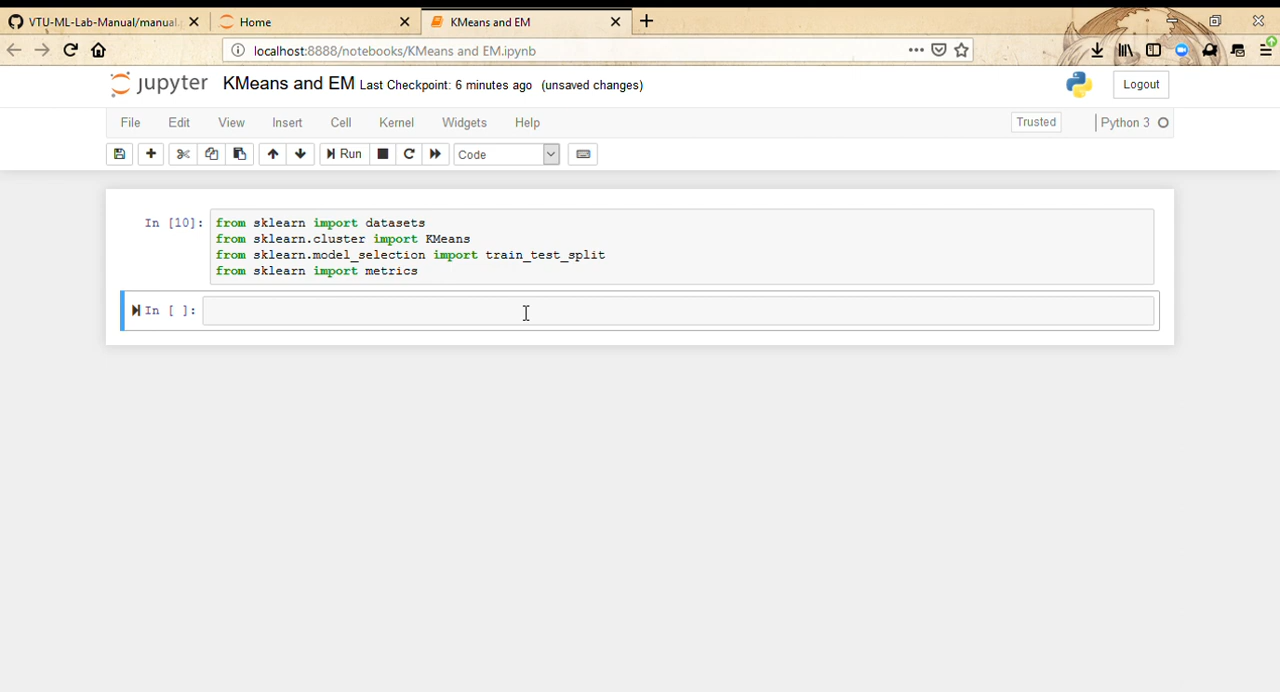 VTU-ML-Lab-Manual/manual.
Home
KMeans and EM
localhost:8888/notebooks/KMeans and EM.ipynb
jupyter KMeans and EM Last Checkpoint: 6 minutes ago (unsaved changes)
Logout
File Edit View Insert Cell Kernel Widgets Help
Trusted
Python 3
Run
Code
In [10]: from sklearn import datasets
from sklearn.cluster import KMeans
from sklearn.model_selection import train_test_split
from sklearn import metrics
In [ ]: